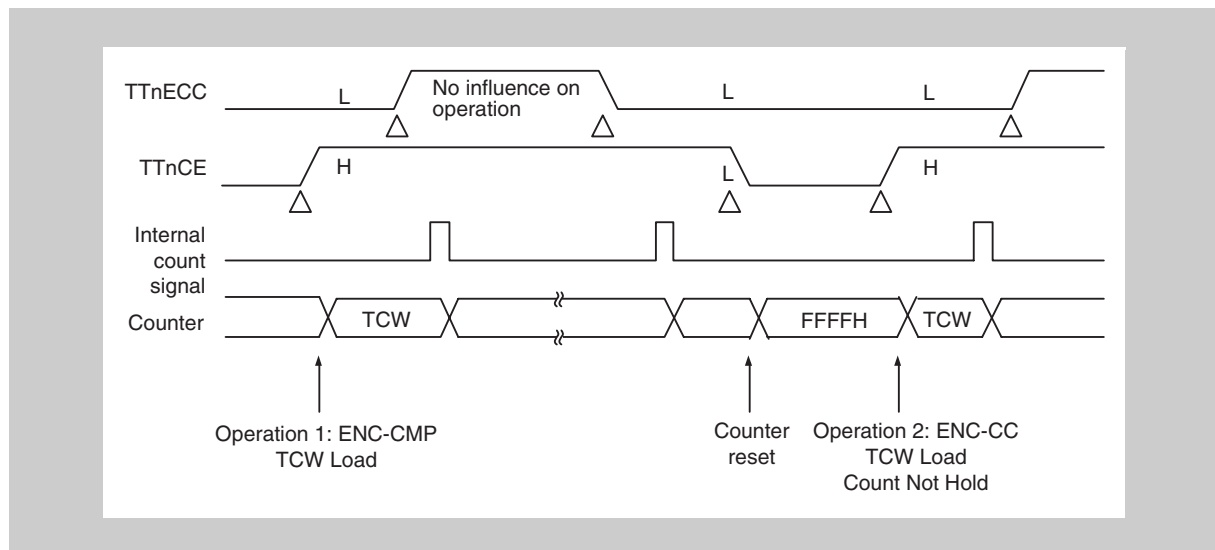 TTnECC
L
No influence on
operation
L
L
TTnCE
H
L
H
Internal
count
signal
Counter
TCW
FFFFH
TCW
Operation 1: ENC-CMP
TCW Load
Counter
reset
Operation 2: ENC-CC
TCW Load
Count Not Hold